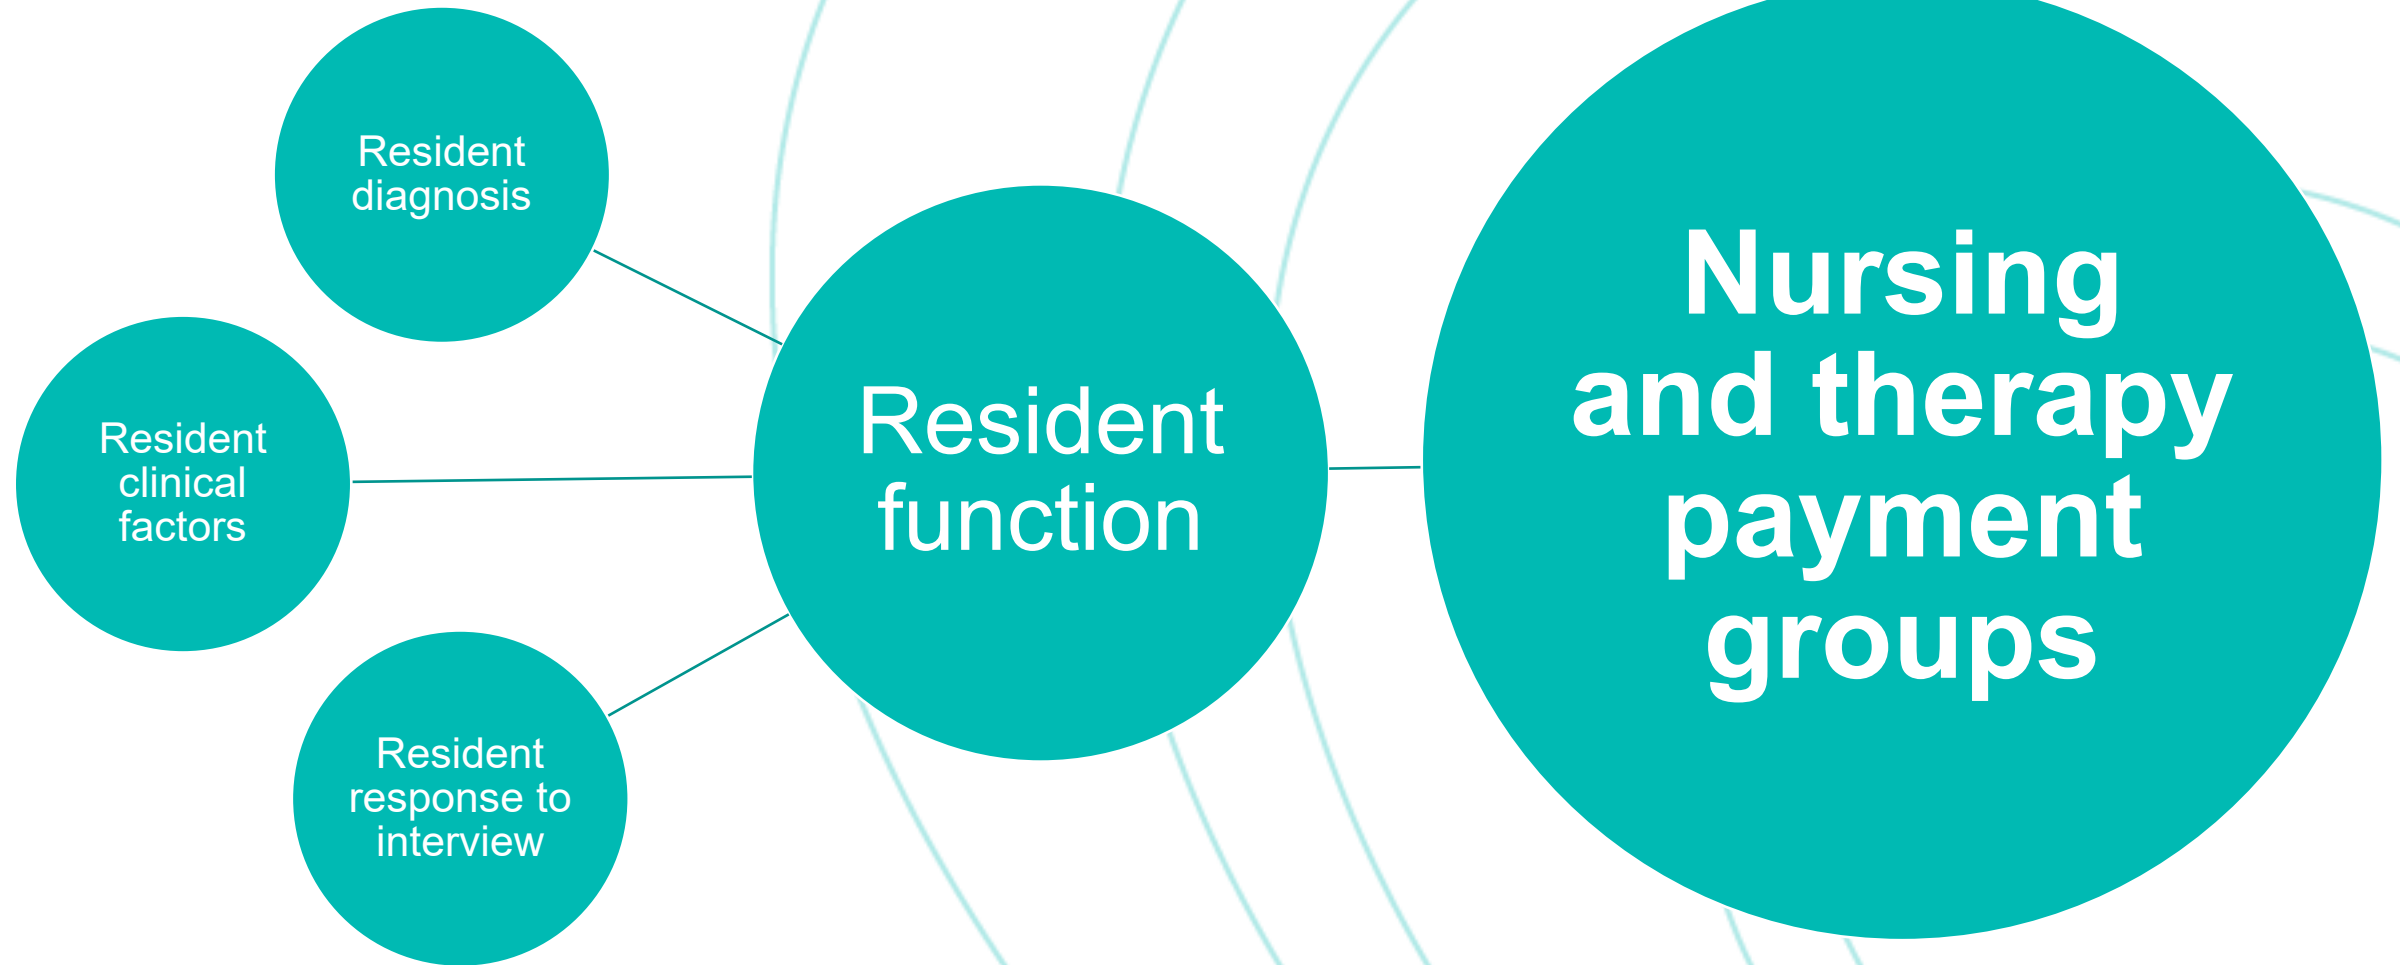 Resident
diagnosis
Resident
clinical
factors
Resident
response to
interview
Resident
function
Nursing
and therapy
payment
groups